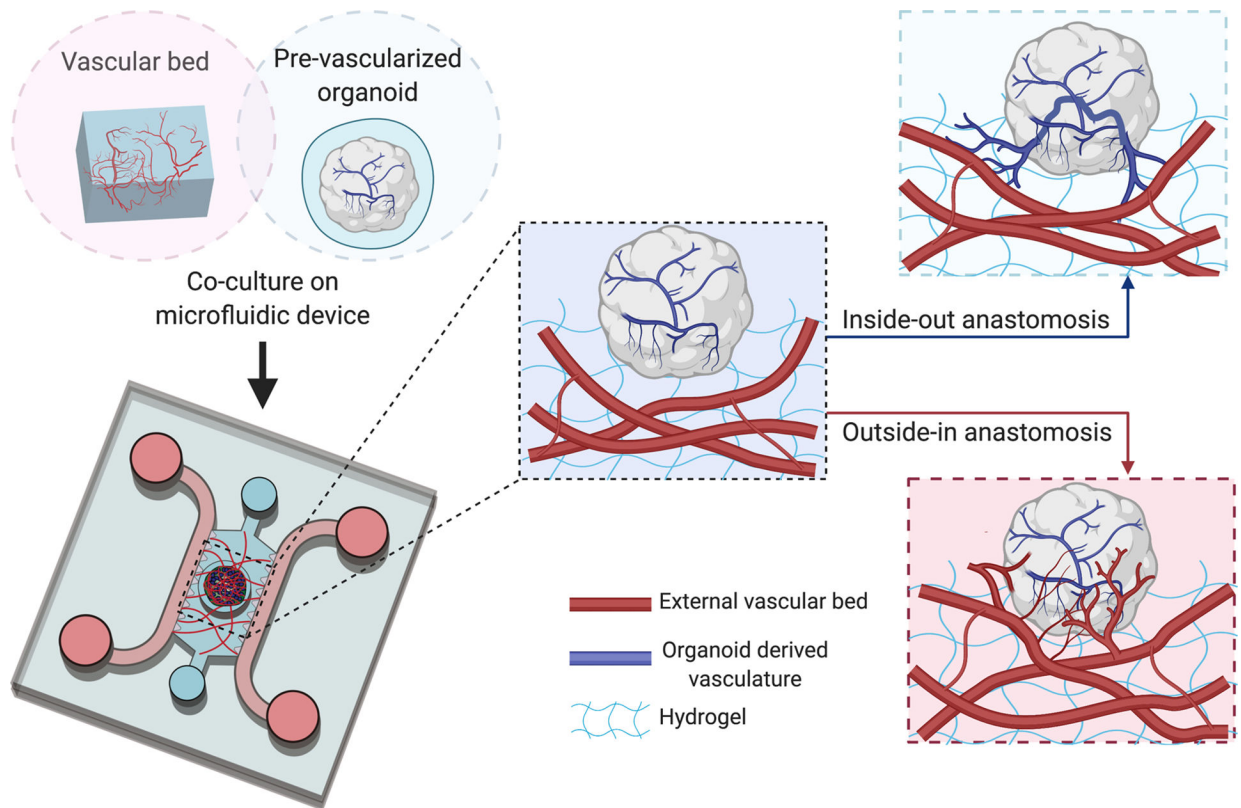 Vascular bed
Pre-vascularized
organoid
Co-culture on
microfluidic device
Inside-out anastomosis
Outside-in anastomosis
External vascular bed
Organoid derived
vasculature
Hydrogel